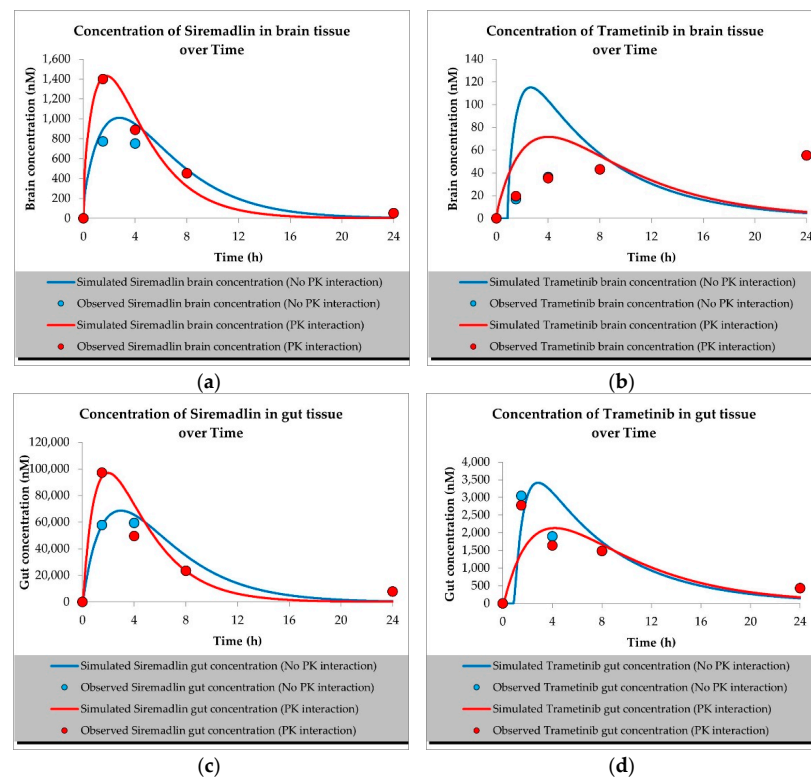 Concentration of Siremadlin in brain tissue
over Time
Brain concentration (nM)
1,600
1,400
1,200
1,000
800
600
400
200
0
0
4
8
12
16
20
24
Time (h)
Simulated Siremadlin brain concentration (No PK interaction)
Observed Siremadlin brain concentration (No PK interaction)
Simulated Siremadlin brain concentration (PK interaction)
Observed Siremadlin brain concentration (PK interaction)
(a)
Concentration of Trametinib in brain tissue
over Time
Brain concentration (nM)
140
120
100
80
60
40
20
0
0
4
8
12
16
20
24
Time (h)
Simulated Trametinib brain concentration (No PK interaction)
Observed Trametinib brain concentration (No PK interaction)
Simulated Trametinib brain concentration (PK interaction)
Observed Trametinib brain concentration (PK interaction)
(b)
Concentration of Siremadlin in gut tissue
over Time
Gut concentration (nM)
120,000
100,000
80,000
60,000
40,000
20,000
0
0
4
8
12
16
20
24
Time (h)
Simulated Siremadlin gut concentration (No PK interaction)
Observed Siremadlin gut concentration (No PK interaction)
Simulated Siremadlin gut concentration (PK interaction)
Observed Siremadlin gut concentration (PK interaction)
(c)
Concentration of Trametinib in gut tissue
over Time
Gut concentration (nM)
4,000
3,500
3,000
2,500
2,000
1,500
1,000
500
0
0
4
8
12
16
20
24
Time (h)
Simulated Trametinib gut concentration (No PK interaction)
Observed Trametinib gut concentration (No PK interaction)
Simulated Trametinib gut concentration (PK interaction)
Observed Trametinib gut concentration (PK interaction)
(d)